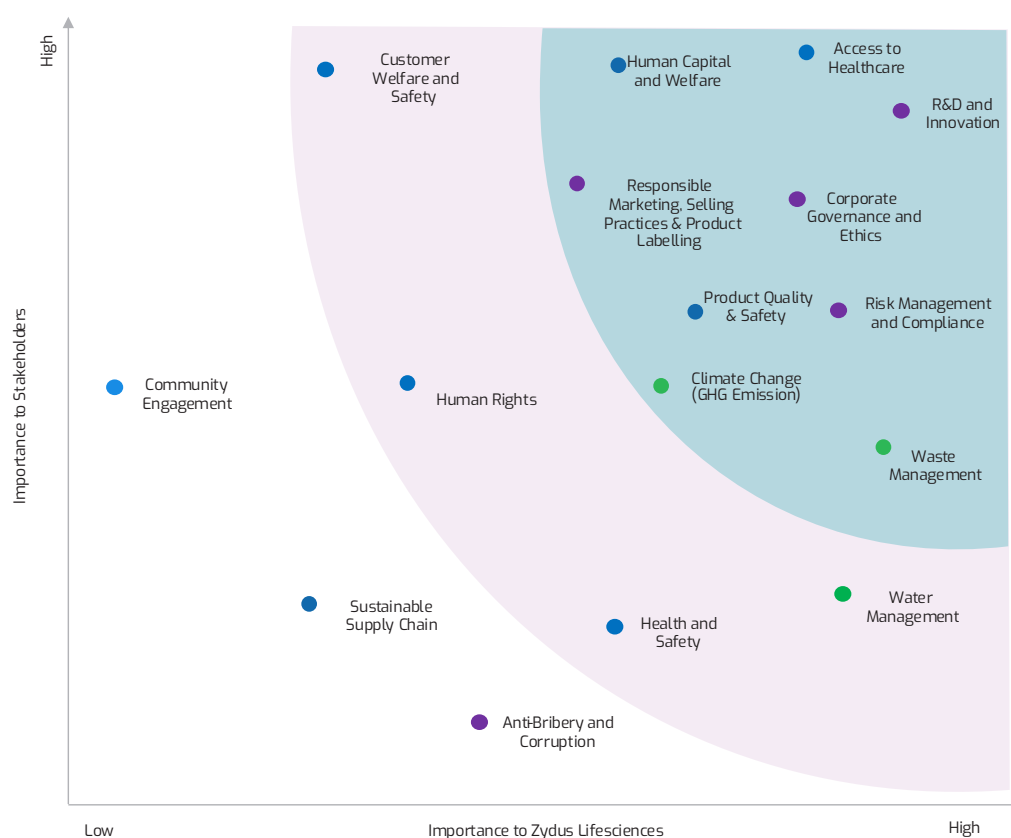 High
Importance to Stakeholders
Customer
Welfare and
Safety
Human Capital
and Welfare
Access to
Healthcare
R&D and
Innovation
Responsible
Marketing, Selling
Practices & Product
Labelling
Corporate
Governance and
Ethics
Product Quality
& Safety
Risk Management
and Compliance
Community
Engagement
Human Rights
Climate Change
(GHG Emission)
Waste
Management
Sustainable
Supply Chain
Health and
Safety
Water
Management
Anti-Bribery and
Corruption
Low
Importance to Zydus Lifesciences
High